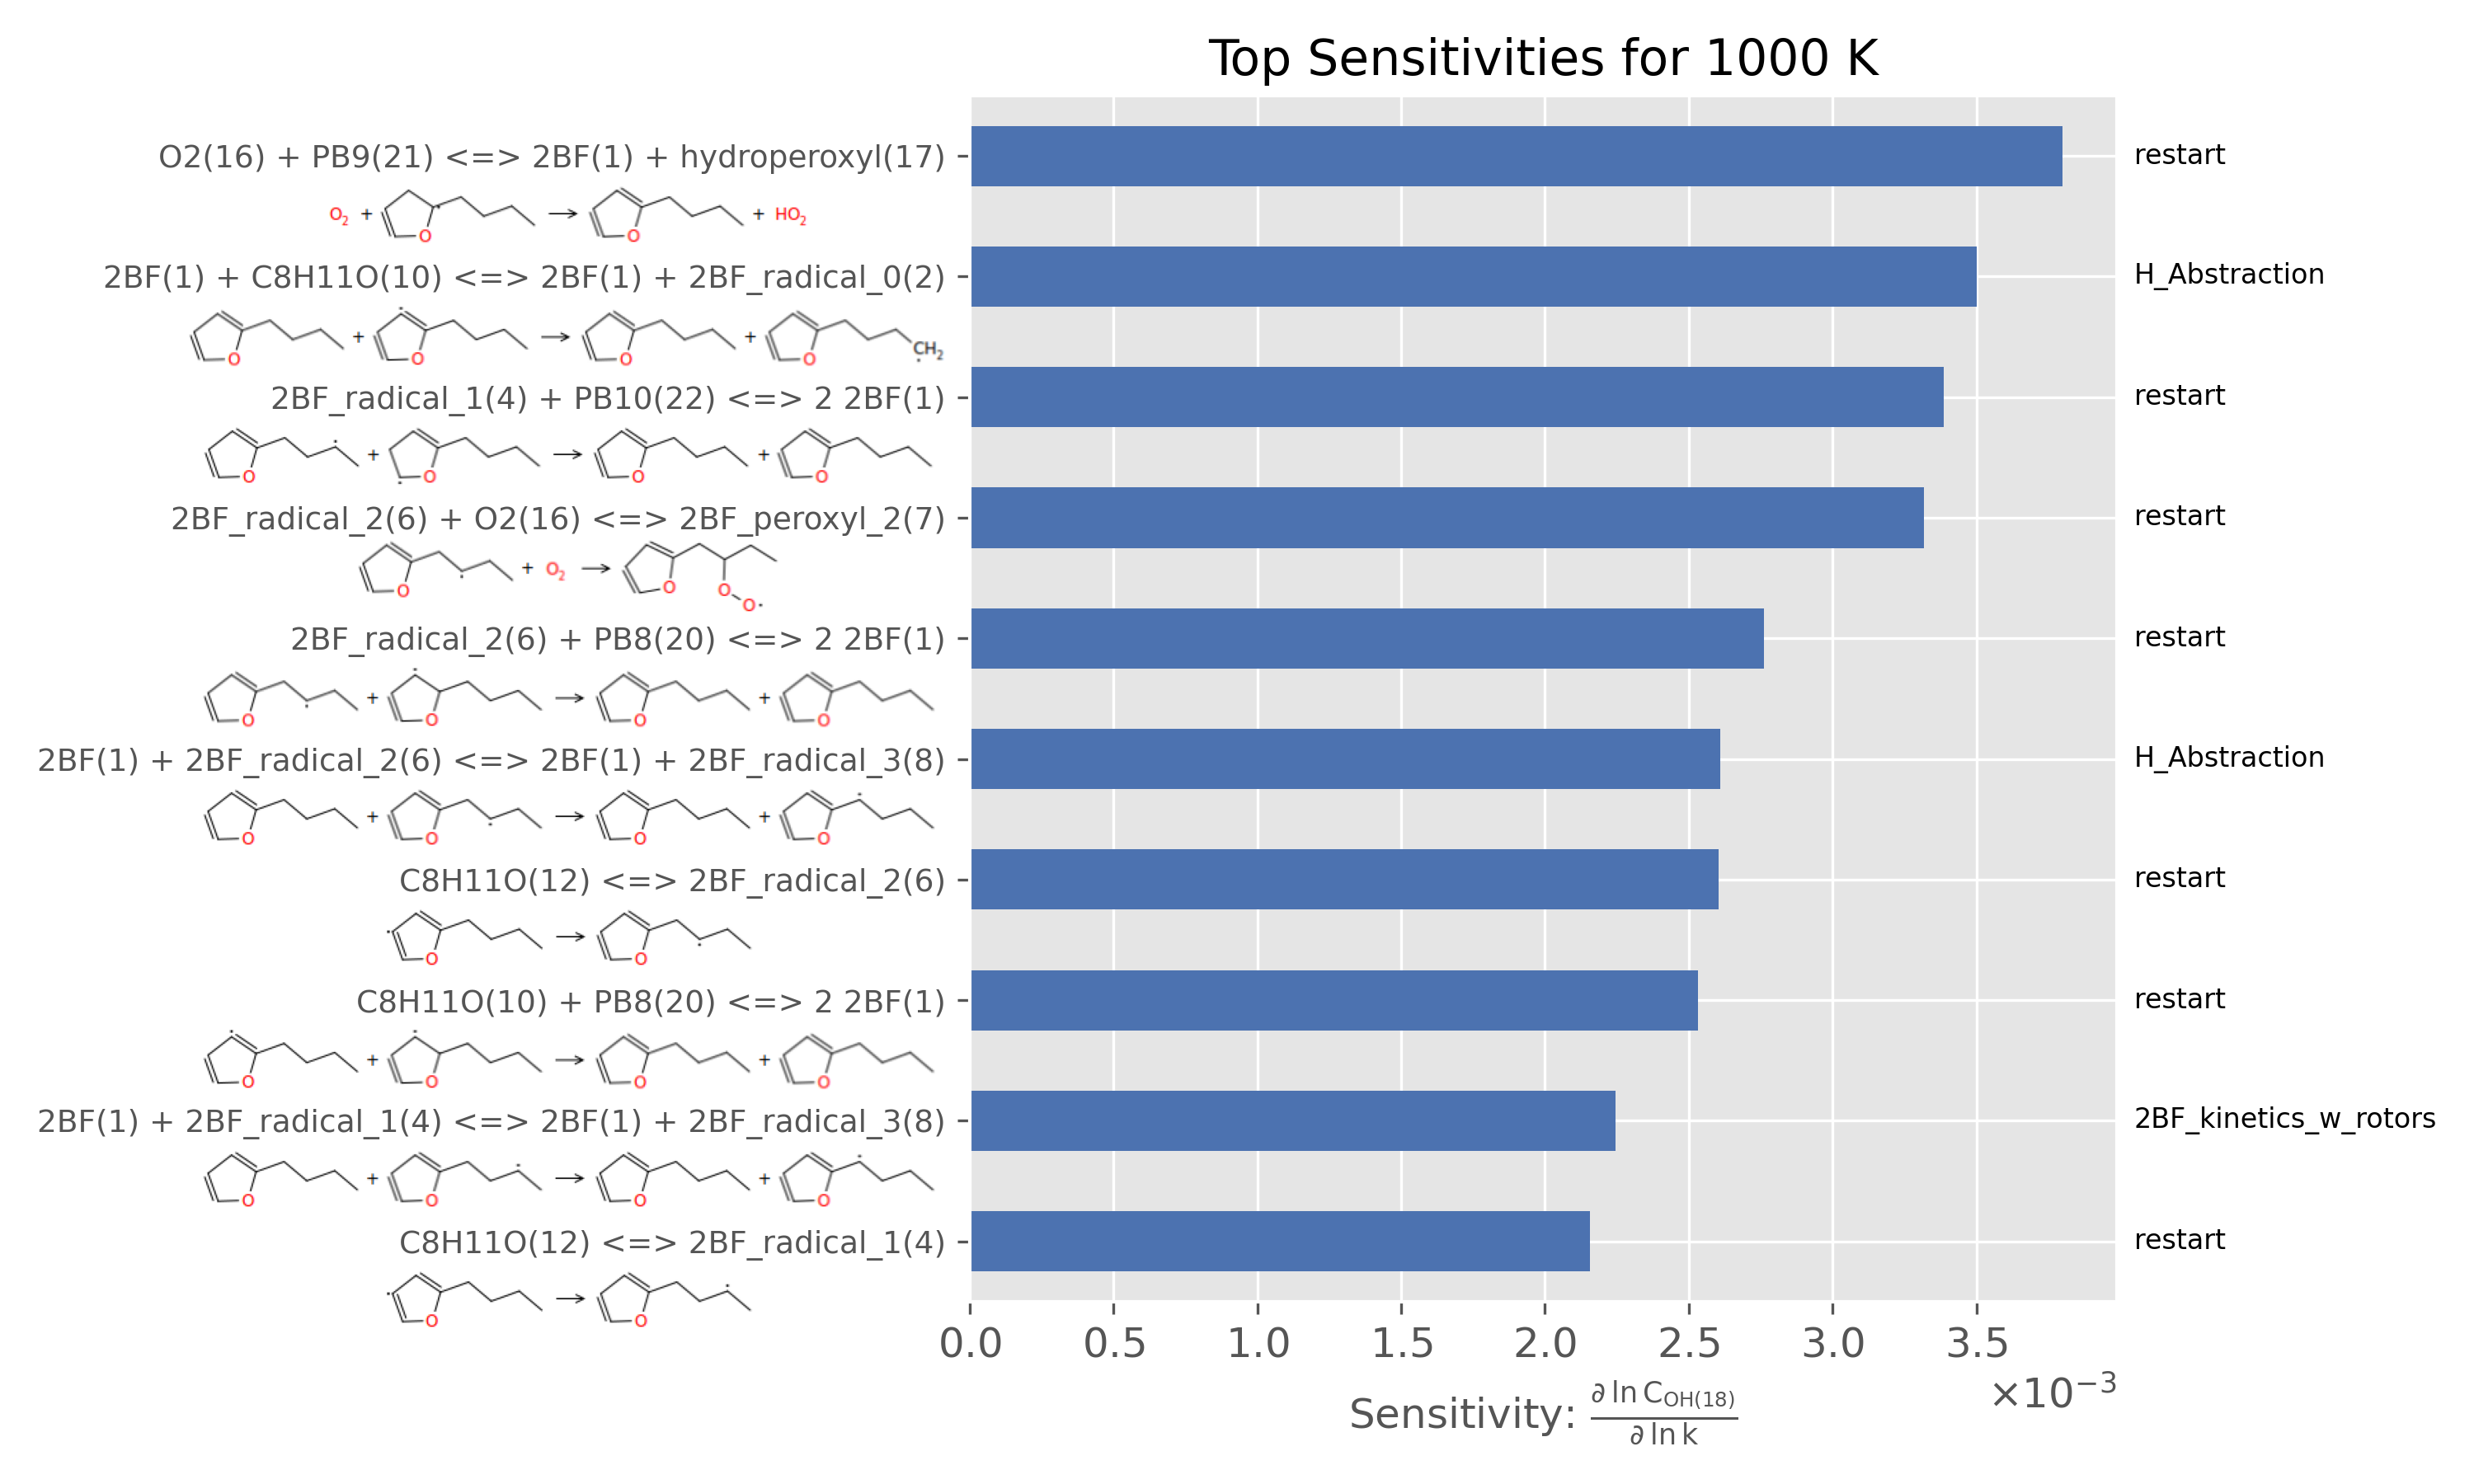 Top Sensitivities for 1000 K
O2(16) + PB9(21) <=> 2BF(1) + hydroperoxyl(17)
restart
O2 + O → O + HO2
2BF(1) + C8H11O(10) <=> 2BF(1) + 2BF_radical_0(2)
H_Abstraction
O + O → O + O CH2
2BF_radical_1(4) + PB10(22) <=> 2 2BF(1)
restart
O + O → O + O
2BF_radical_2(6) + O2(16) <=> 2BF_peroxyl_2(7)
restart
O + O2 → O O O
2BF_radical_2(6) + PB8(20) <=> 2 2BF(1)
restart
O + O → O + O
2BF(1) + 2BF_radical_2(6) <=> 2BF(1) + 2BF_radical_3(8)
H_Abstraction
O + O → O + O
C8H11O(12) <=> 2BF_radical_2(6)
restart
O → O
C8H11O(10) + PB8(20) <=> 2 2BF(1)
restart
O + O → O + O
2BF(1) + 2BF_radical_1(4) <=> 2BF(1) + 2BF_radical_3(8)
2BF_kinetics_w_rotors
O + O → O + O
C8H11O(12) <=> 2BF_radical_1(4)
restart
O → O
0.0 0.5 1.0 1.5 2.0 2.5 3.0 3.5
×10−3
Sensitivity: ∂ ln COH(18) / ∂ ln k